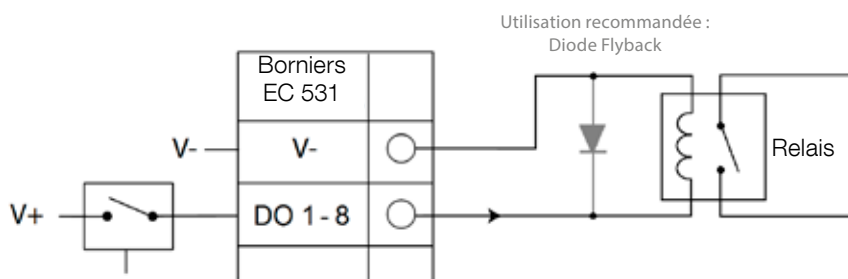 Utilisation recommandée :
Diode Flyback
Borniers
EC 531
V-
V-
Relais
V+
DO 1 - 8